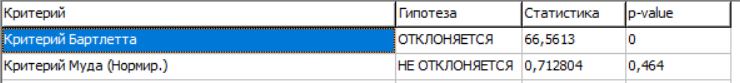 Критерий Гипотеза Статистика p-value
Критерий Бартлетта ОТКЛОНЯЕТСЯ 66,5613 0
Критерий Муда (Нормир.) НЕ ОТКЛОНЯЕТСЯ 0,712804 0,464